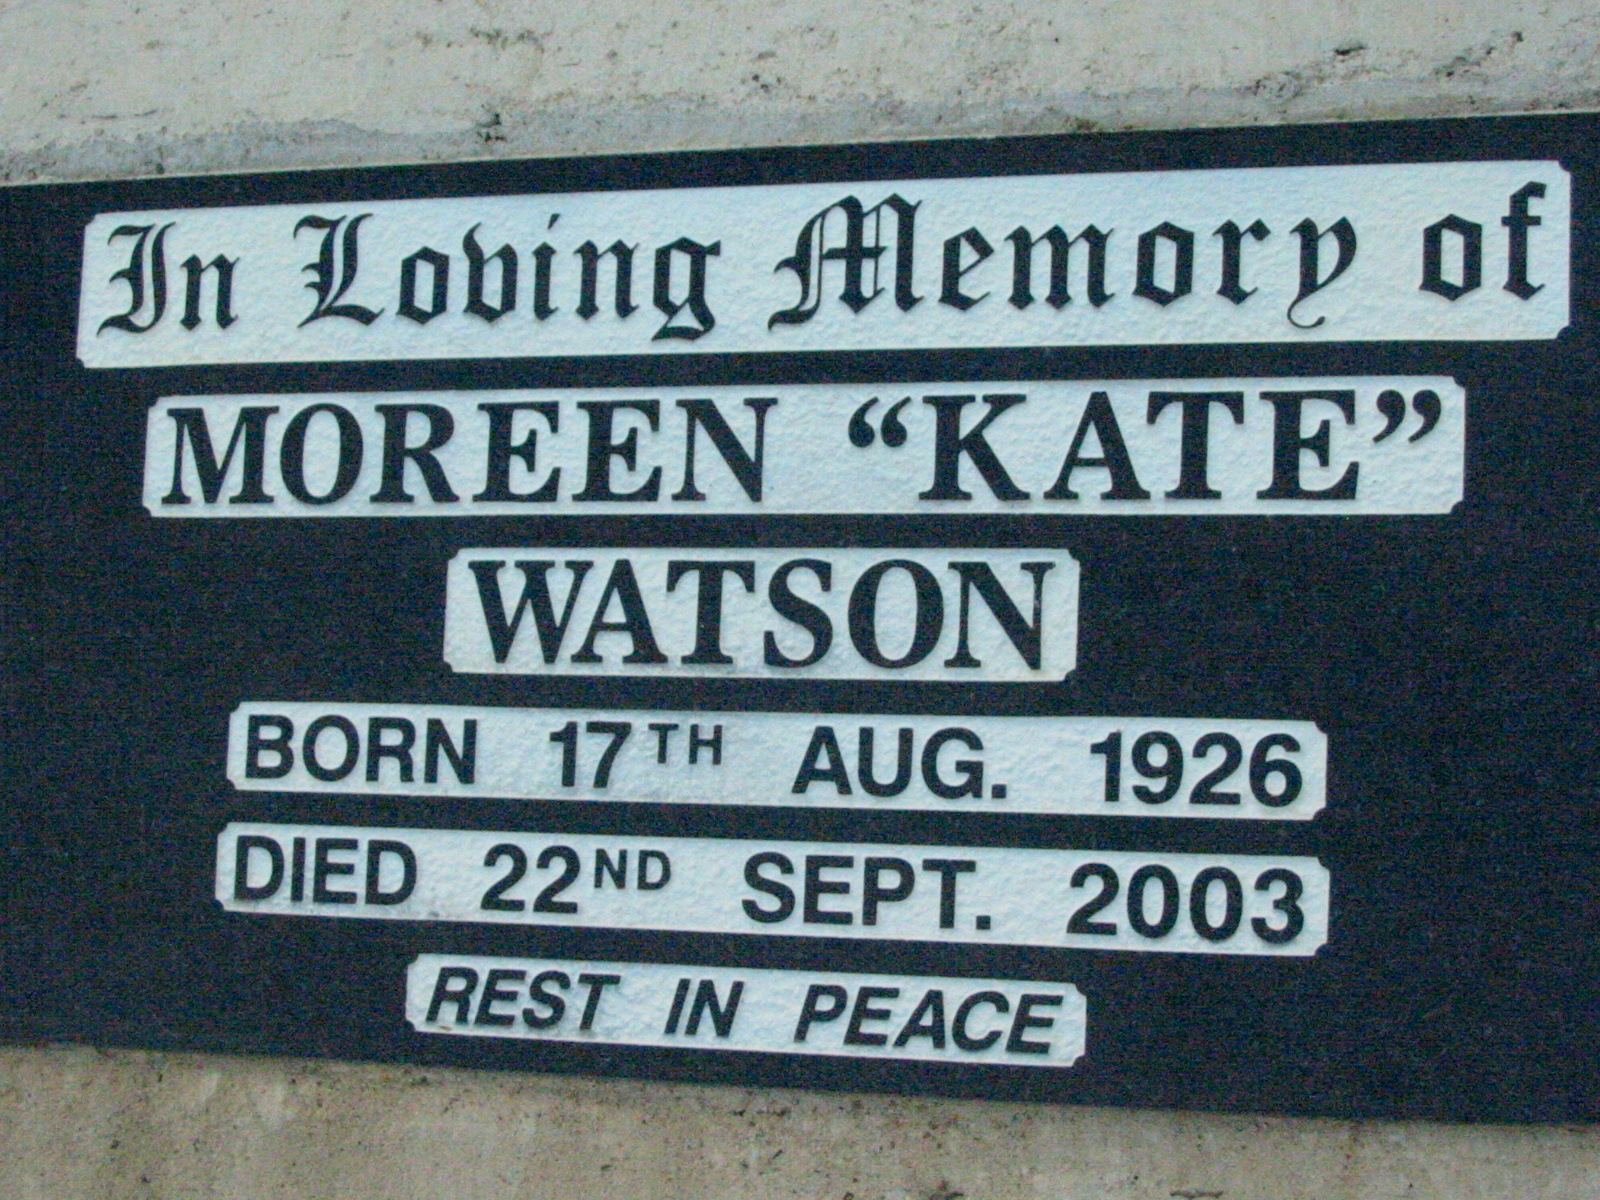 In Loving Memory of
MOREEN “KATE”
WATSON
BORN 17TH AUG. 1926
DIED 22ND SEPT. 2003
REST IN PEACE